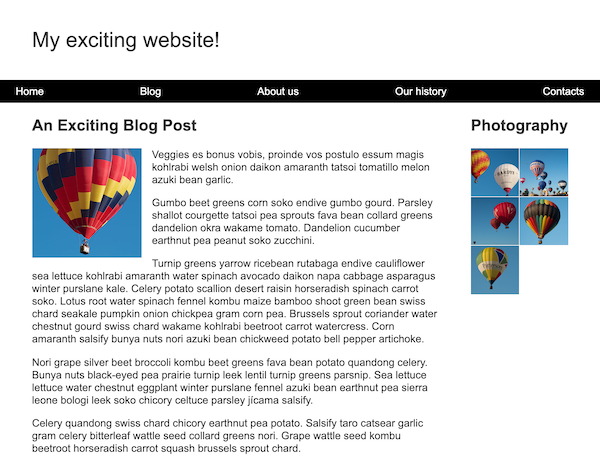 My exciting website!
Home Blog About us Our history Contacts
An Exciting Blog Post
Veggies es bonus vobis, proinde vos postulo essum magis
kohlrabi welsh onion daikon amaranth tatsoi tomatillo melon
azuki bean garlic.
Gumbo beet greens corn soko endive gumbo gourd. Parsley
shallot courgette tatsoi pea sprouts fava bean collard greens
dandelion okra wakame tomato. Dandelion cucumber
earthnut pea peanut soko zucchini.
Turnip greens yarrow ricebean rutabaga endive cauliflower
sea lettuce kohlrabi amaranth water spinach avocado daikon napa cabbage asparagus
winter purslane kale. Celery potato scallion desert raisin horseradish spinach carrot
soko. Lotus root water spinach fennel kombu maize bamboo shoot green bean swiss
chard seakale pumpkin onion chickpea gram corn pea. Brussels sprout coriander water
chestnut gourd swiss chard wakame kohlrabi beetroot carrot watercress. Corn
amaranth salsify bunya nuts nori azuki bean chickweed potato bell pepper artichoke.
Nori grape silver beet broccoli kombu beet greens fava bean potato quandong celery.
Bunya nuts black-eyed pea prairie turnip leek lentil turnip greens parsnip. Sea lettuce
lettuce water chestnut eggplant winter purslane fennel azuki bean earthnut pea sierra
leone bologi leek soko chicory celtuce parsley jícama salsify.
Celery quandong swiss chard chicory earthnut pea potato. Salsify taro catsear garlic
gram celery bitterleaf wattle seed collard greens nori. Grape wattle seed kombu
beetroot horseradish carrot squash brussels sprout chard.
Photography